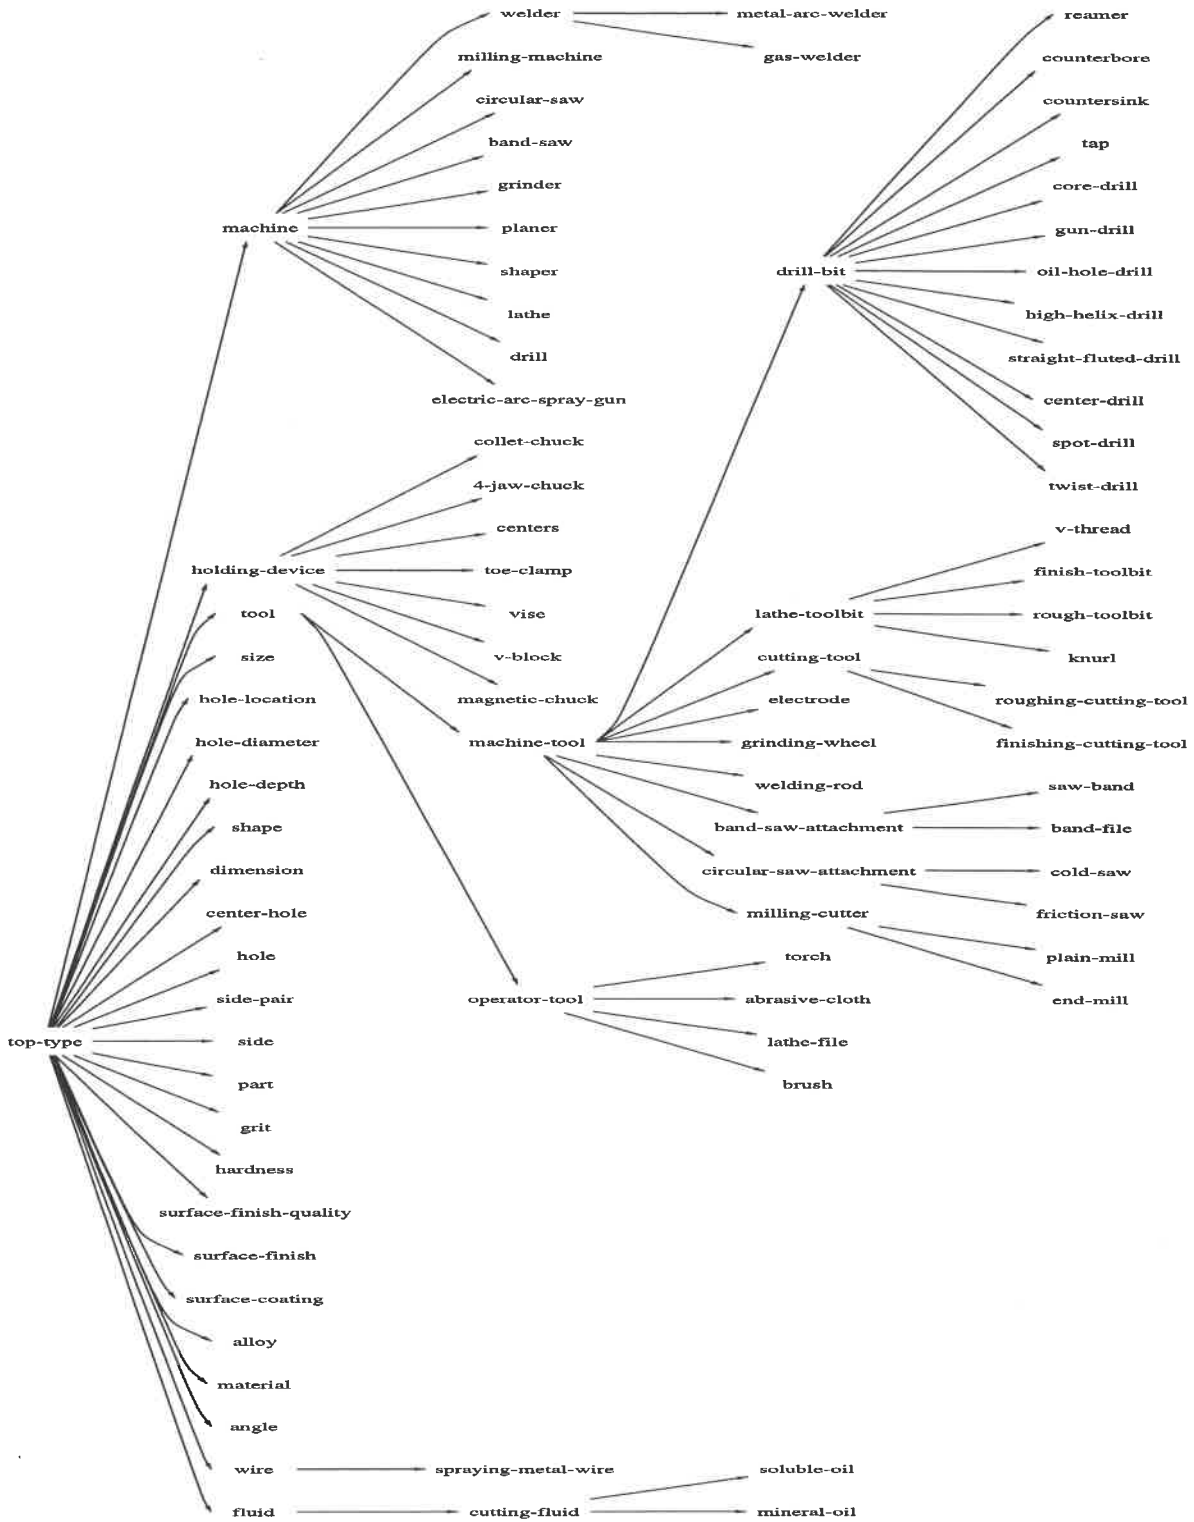 welder metal-arc-welder reamer
milling-machine gas-welder counterbore
circular-saw countersink
band-saw tap
grinder core-drill
machine planer gun-drill
shaper drill-bit oil-hole-drill
lathe high-helix-drill
drill straight-fluted-drill
electric-arc-spray-gun center-drill
collet-chuck spot-drill
4-jaw-chuck twist-drill
centers v-thread
holding-device toe-clamp finish-toolbit
tool vise lathe-toolbit rough-toolbit
size v-block cutting-tool knurl
hole-location magnetic-chuck electrode roughing-cutting-tool
hole-diameter machine-tool grinding-wheel finishing-cutting-tool
hole-depth welding-rod saw-band
shape band-saw-attachment band-file
dimension circular-saw-attachment cold-saw
center-hole milling-cutter friction-saw
hole torch plain-mill
side-pair operator-tool abrasive-cloth end-mill
top-type side lathe-file
part brush
grit
hardness
surface-finish-quality
surface-finish
surface-coating
alloy
material
angle
wire spraying-metal-wire soluble-oil
fluid cutting-fluid mineral-oil